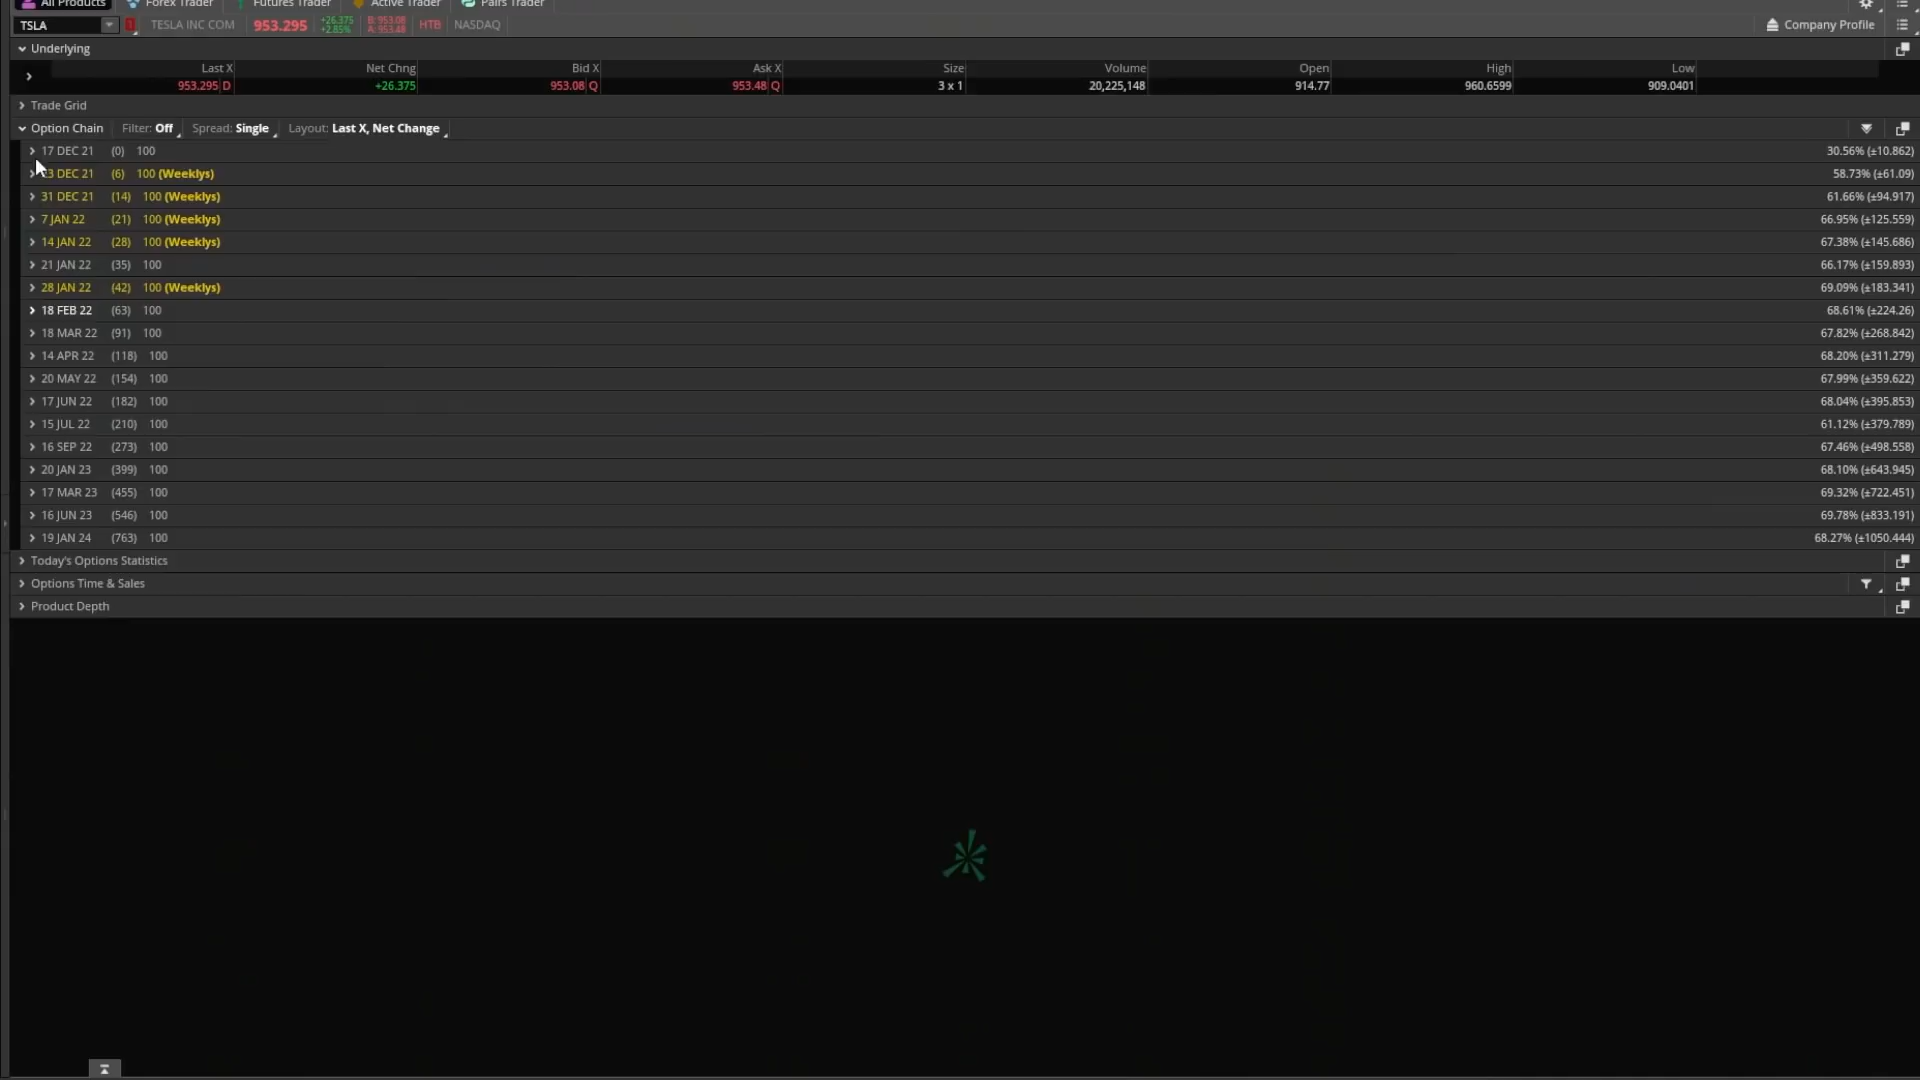 All Products Forex Trader Futures Trader Active Trader Pairs Trader
TSLA 1 TESLA INC COM 953.295 +26.375 +2.85% B: 953.08 A: 953.48 HTB NASDAQ Company Profile
Underlying
Last X Net Chng Bid X Ask X Size Volume Open High Low
953.295 D +26.375 953.08 Q 953.48 Q 3 x 1 20,225,148 914.77 960.6599 909.0401
Trade Grid
Option Chain Filter: Off Spread: Single Layout: Last X, Net Change
17 DEC 21 (0) 100 30.56% (±10.862)
23 DEC 21 (6) 100 (Weeklys) 58.73% (±61.09)
31 DEC 21 (14) 100 (Weeklys) 61.66% (±94.917)
7 JAN 22 (21) 100 (Weeklys) 66.95% (±125.559)
14 JAN 22 (28) 100 (Weeklys) 67.38% (±145.686)
21 JAN 22 (35) 100 66.17% (±159.893)
28 JAN 22 (42) 100 (Weeklys) 69.09% (±183.341)
18 FEB 22 (63) 100 68.61% (±224.26)
18 MAR 22 (91) 100 67.82% (±268.842)
14 APR 22 (118) 100 68.20% (±311.279)
20 MAY 22 (154) 100 67.99% (±359.622)
17 JUN 22 (182) 100 68.04% (±395.853)
15 JUL 22 (210) 100 61.12% (±379.789)
16 SEP 22 (273) 100 67.46% (±498.558)
20 JAN 23 (399) 100 68.10% (±643.945)
17 MAR 23 (455) 100 69.32% (±722.451)
16 JUN 23 (546) 100 69.78% (±833.191)
19 JAN 24 (763) 100 68.27% (±1050.444)
Today's Options Statistics
Options Time & Sales
Product Depth